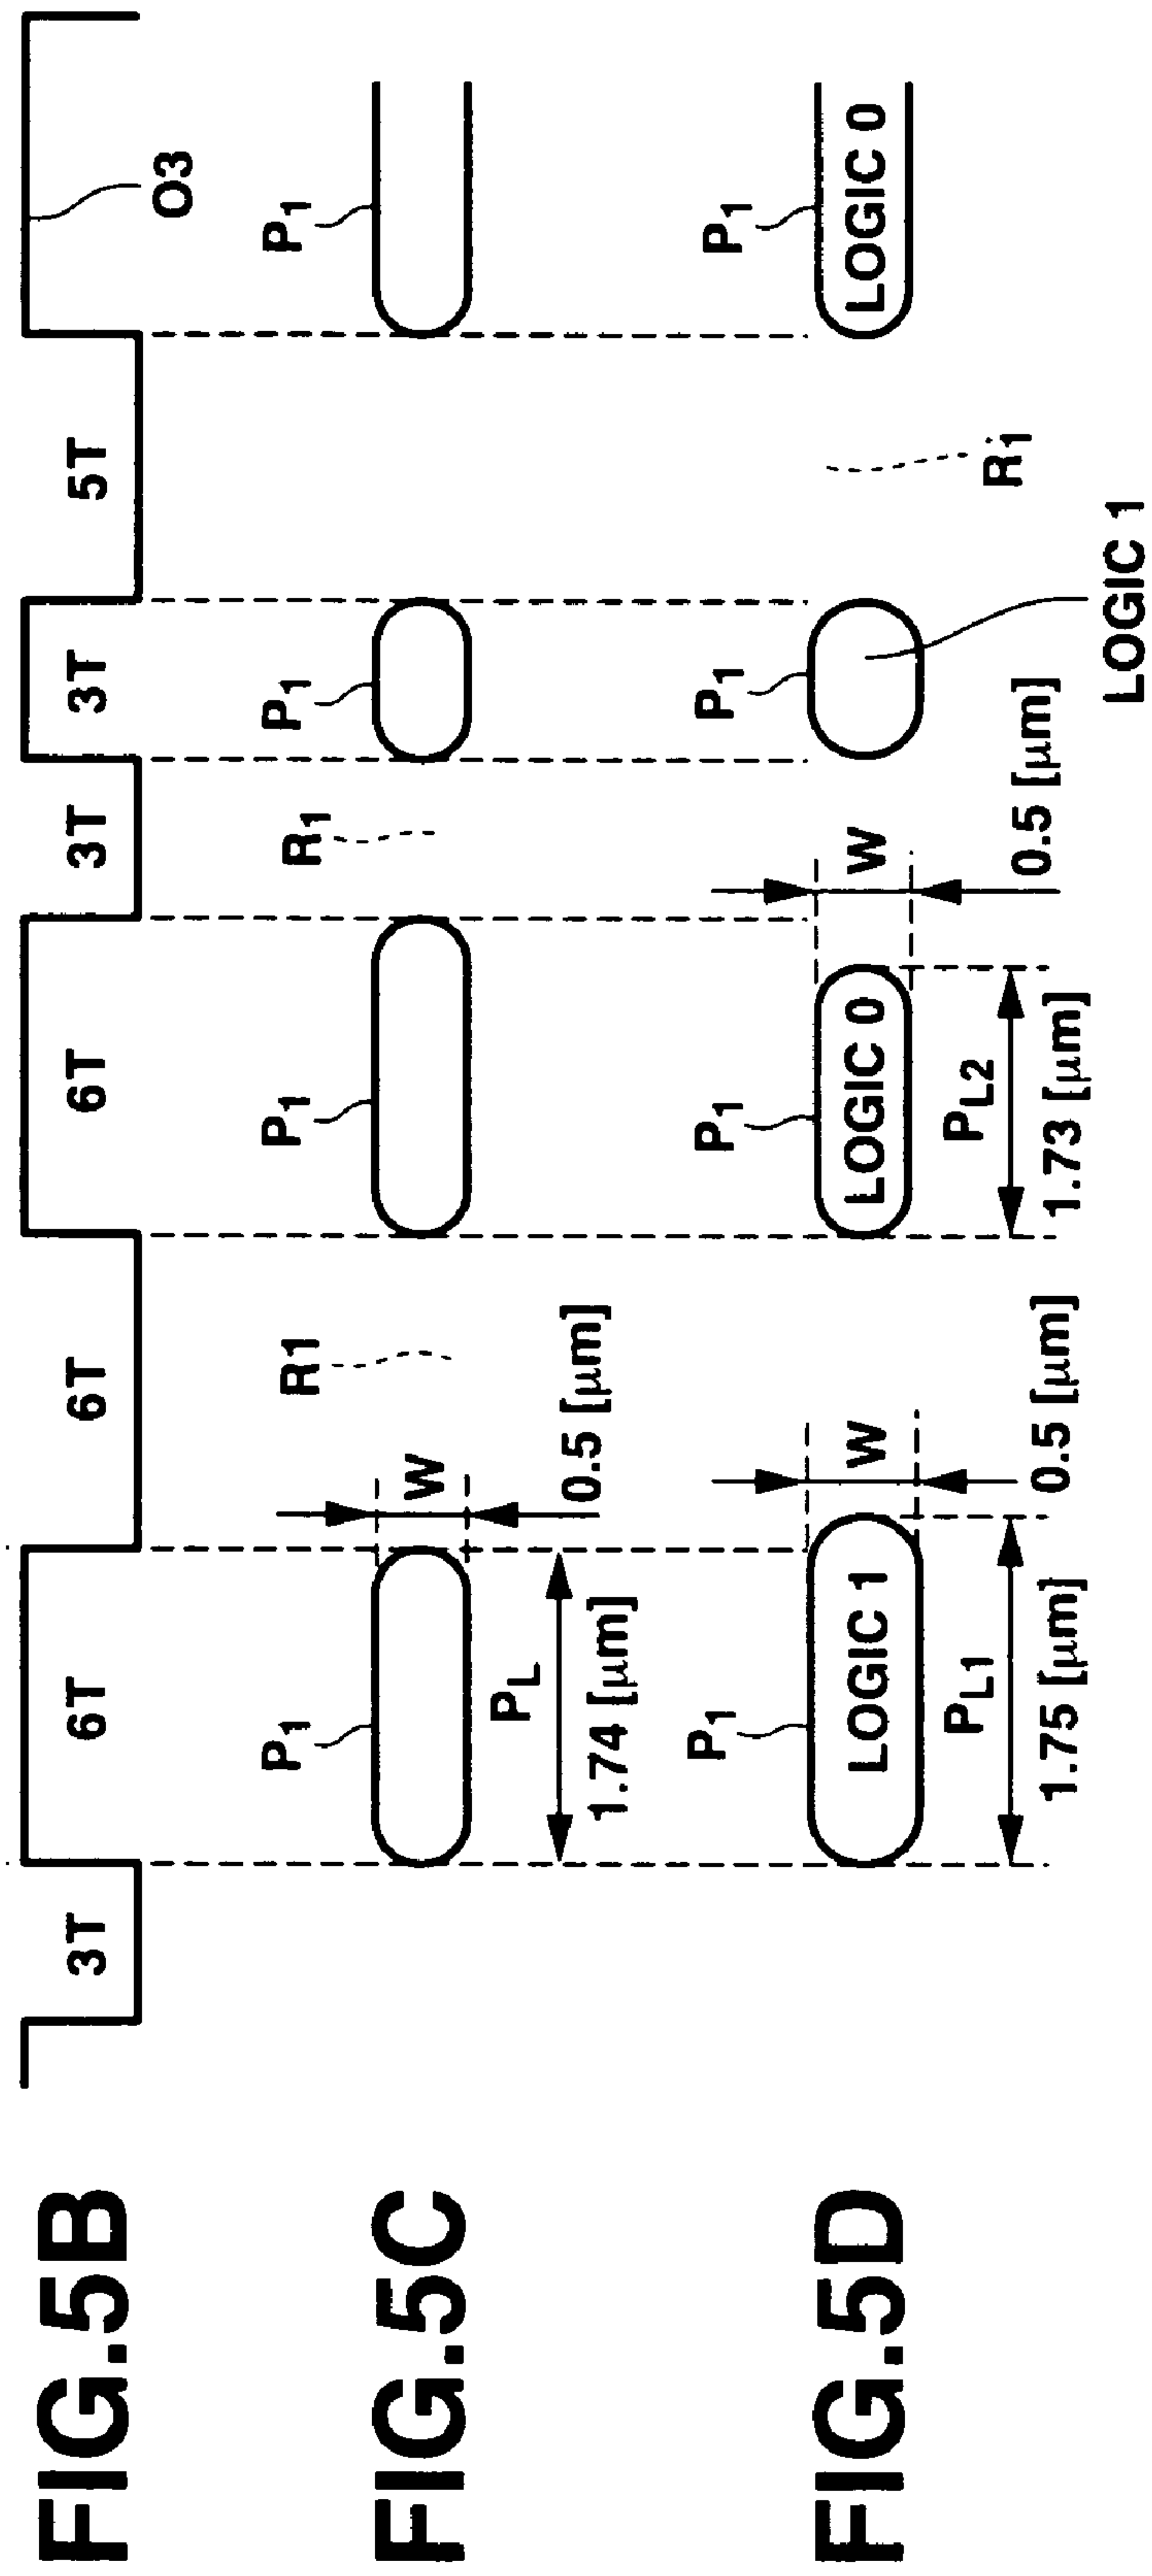 FIG.5B
3T 6T 6T 6T 3T 3T 5T
O3
FIG.5C
P1 R1 P1 R1 P1 P1
W
PL
0.5 [μm]
1.74 [μm]
FIG.5D
P1 P1 P1 P1
LOGIC 1 W LOGIC 0 W LOGIC 0
PL1 PL2 R1
1.75 [μm] 0.5 [μm] 1.73 [μm] 0.5 [μm]
LOGIC 1